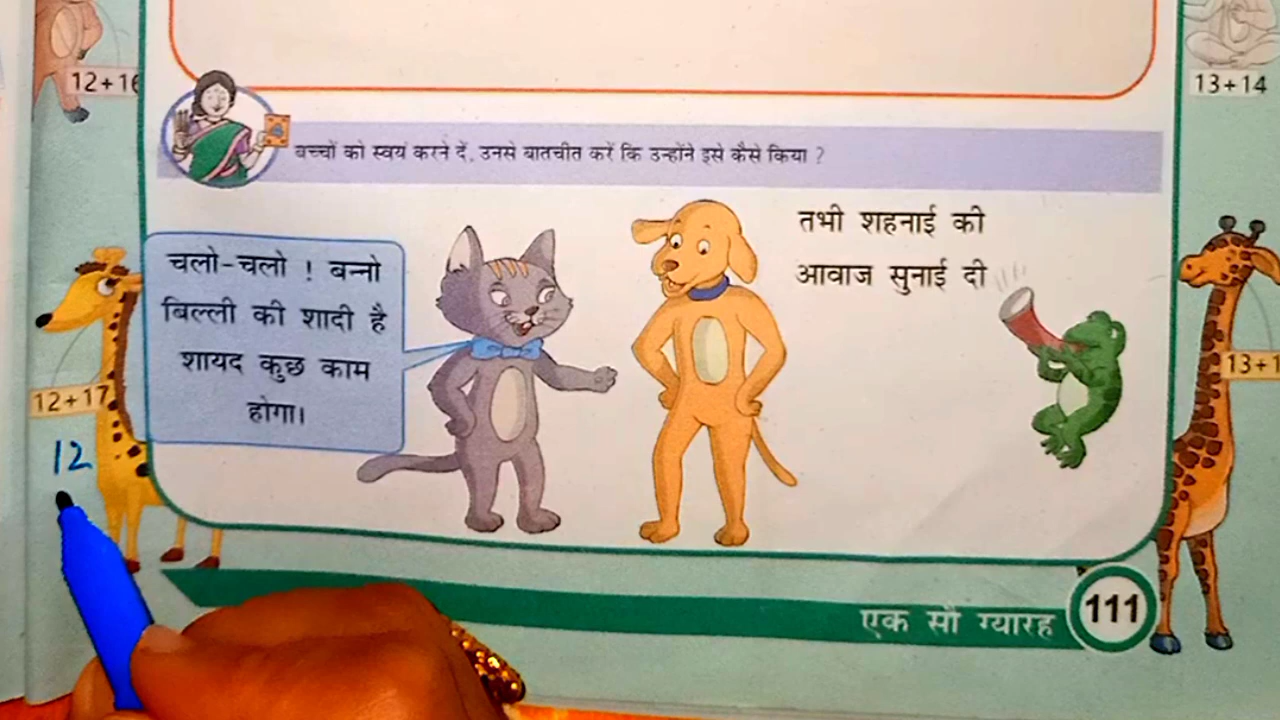 12+16
13+14
बच्चों को स्वयं करने दें, उनसे बातचीत करें कि उन्होंने इसे कैसे किया ?
तभी शहनाई की
आवाज सुनाई दी
चलो-चलो ! बन्नो
बिल्ली की शादी है
शायद कुछ काम
होगा।
12+17
12
13+1
एक सौ ग्यारह
111